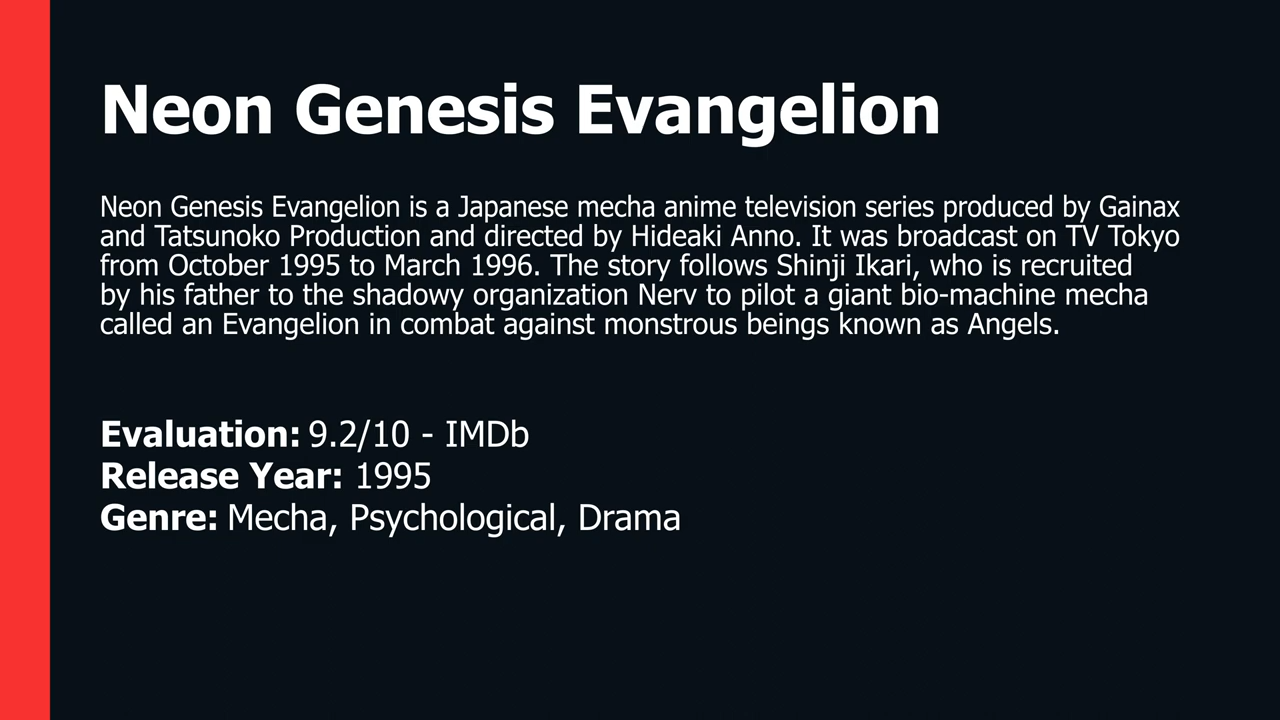 Neon Genesis Evangelion
Neon Genesis Evangelion is a Japanese mecha anime television series produced by Gainax
and Tatsunoko Production and directed by Hideaki Anno. It was broadcast on TV Tokyo
from October 1995 to March 1996. The story follows Shinji Ikari, who is recruited
by his father to the shadowy organization Nerv to pilot a giant bio-machine mecha
called an Evangelion in combat against monstrous beings known as Angels.
Evaluation: 9.2/10 - IMDb
Release Year: 1995
Genre: Mecha, Psychological, Drama